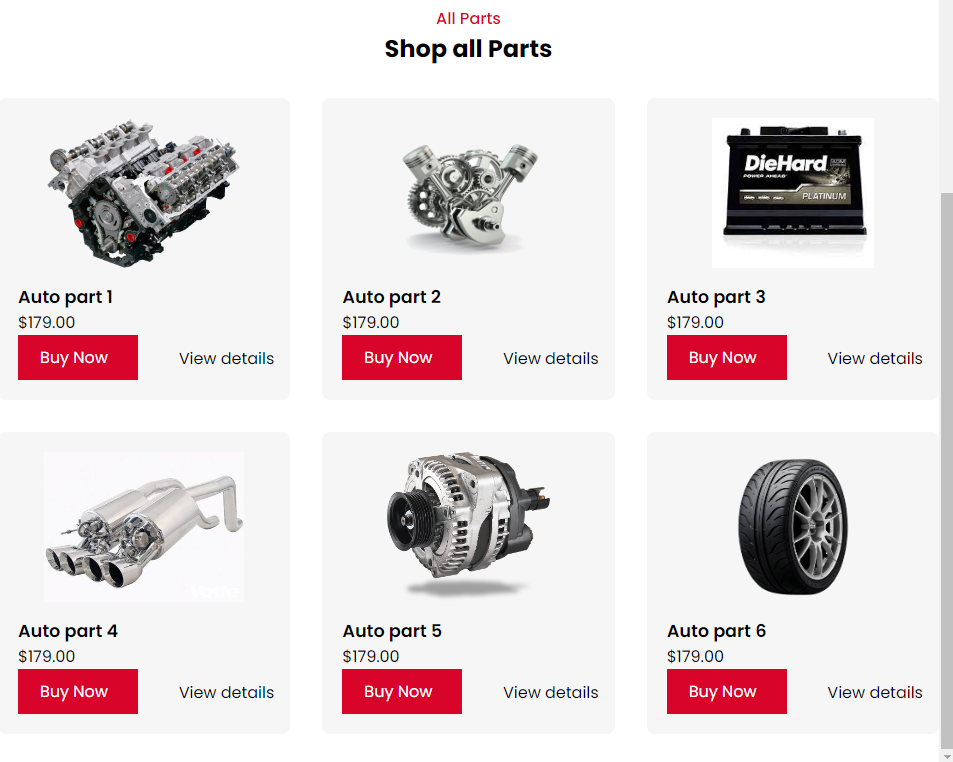 All Parts
Shop all Parts
DieHard
POWER AHEAD
PLATINUM
Auto part 1
Auto part 2
Auto part 3
$179.00
$179.00
$179.00
Buy Now
View details
Buy Now
View details
Buy Now
View details
Auto part 4
Auto part 5
Auto part 6
$179.00
$179.00
$179.00
Buy Now
View details
Buy Now
View details
Buy Now
View details